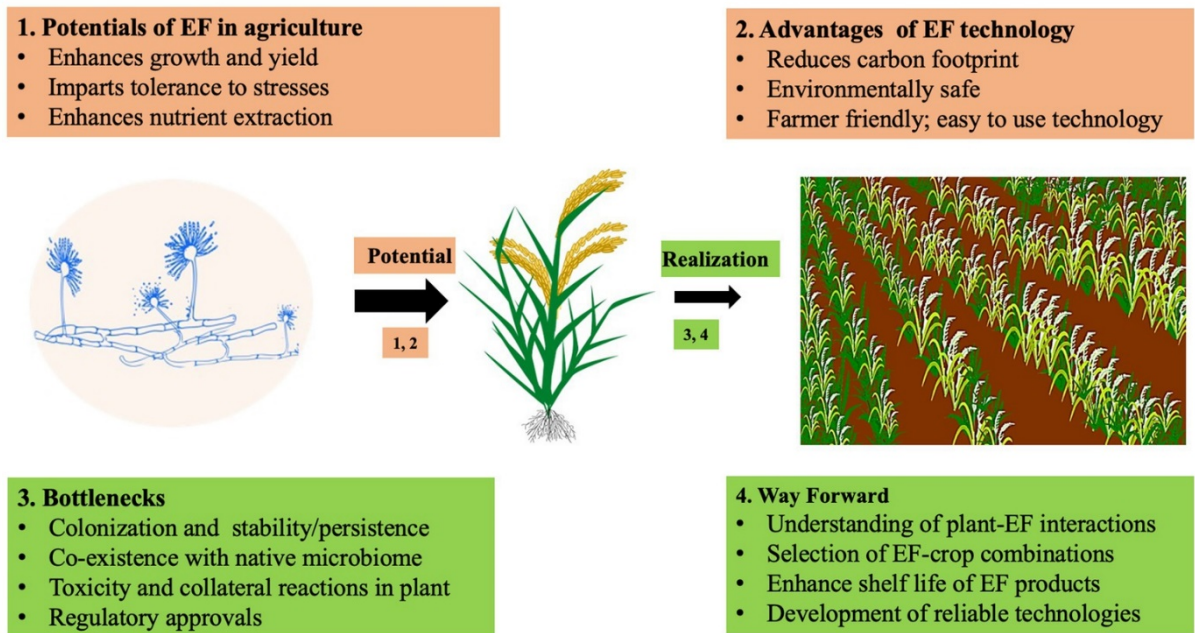 1. Potentials of EF in agriculture
• Enhances growth and yield
• Imparts tolerance to stresses
• Enhances nutrient extraction
2. Advantages of EF technology
• Reduces carbon footprint
• Environmentally safe
• Farmer friendly; easy to use technology
Potential
1, 2
Realization
3, 4
3. Bottlenecks
• Colonization and stability/persistence
• Co-existence with native microbiome
• Toxicity and collateral reactions in plant
• Regulatory approvals
4. Way Forward
• Understanding of plant-EF interactions
• Selection of EF-crop combinations
• Enhance shelf life of EF products
• Development of reliable technologies